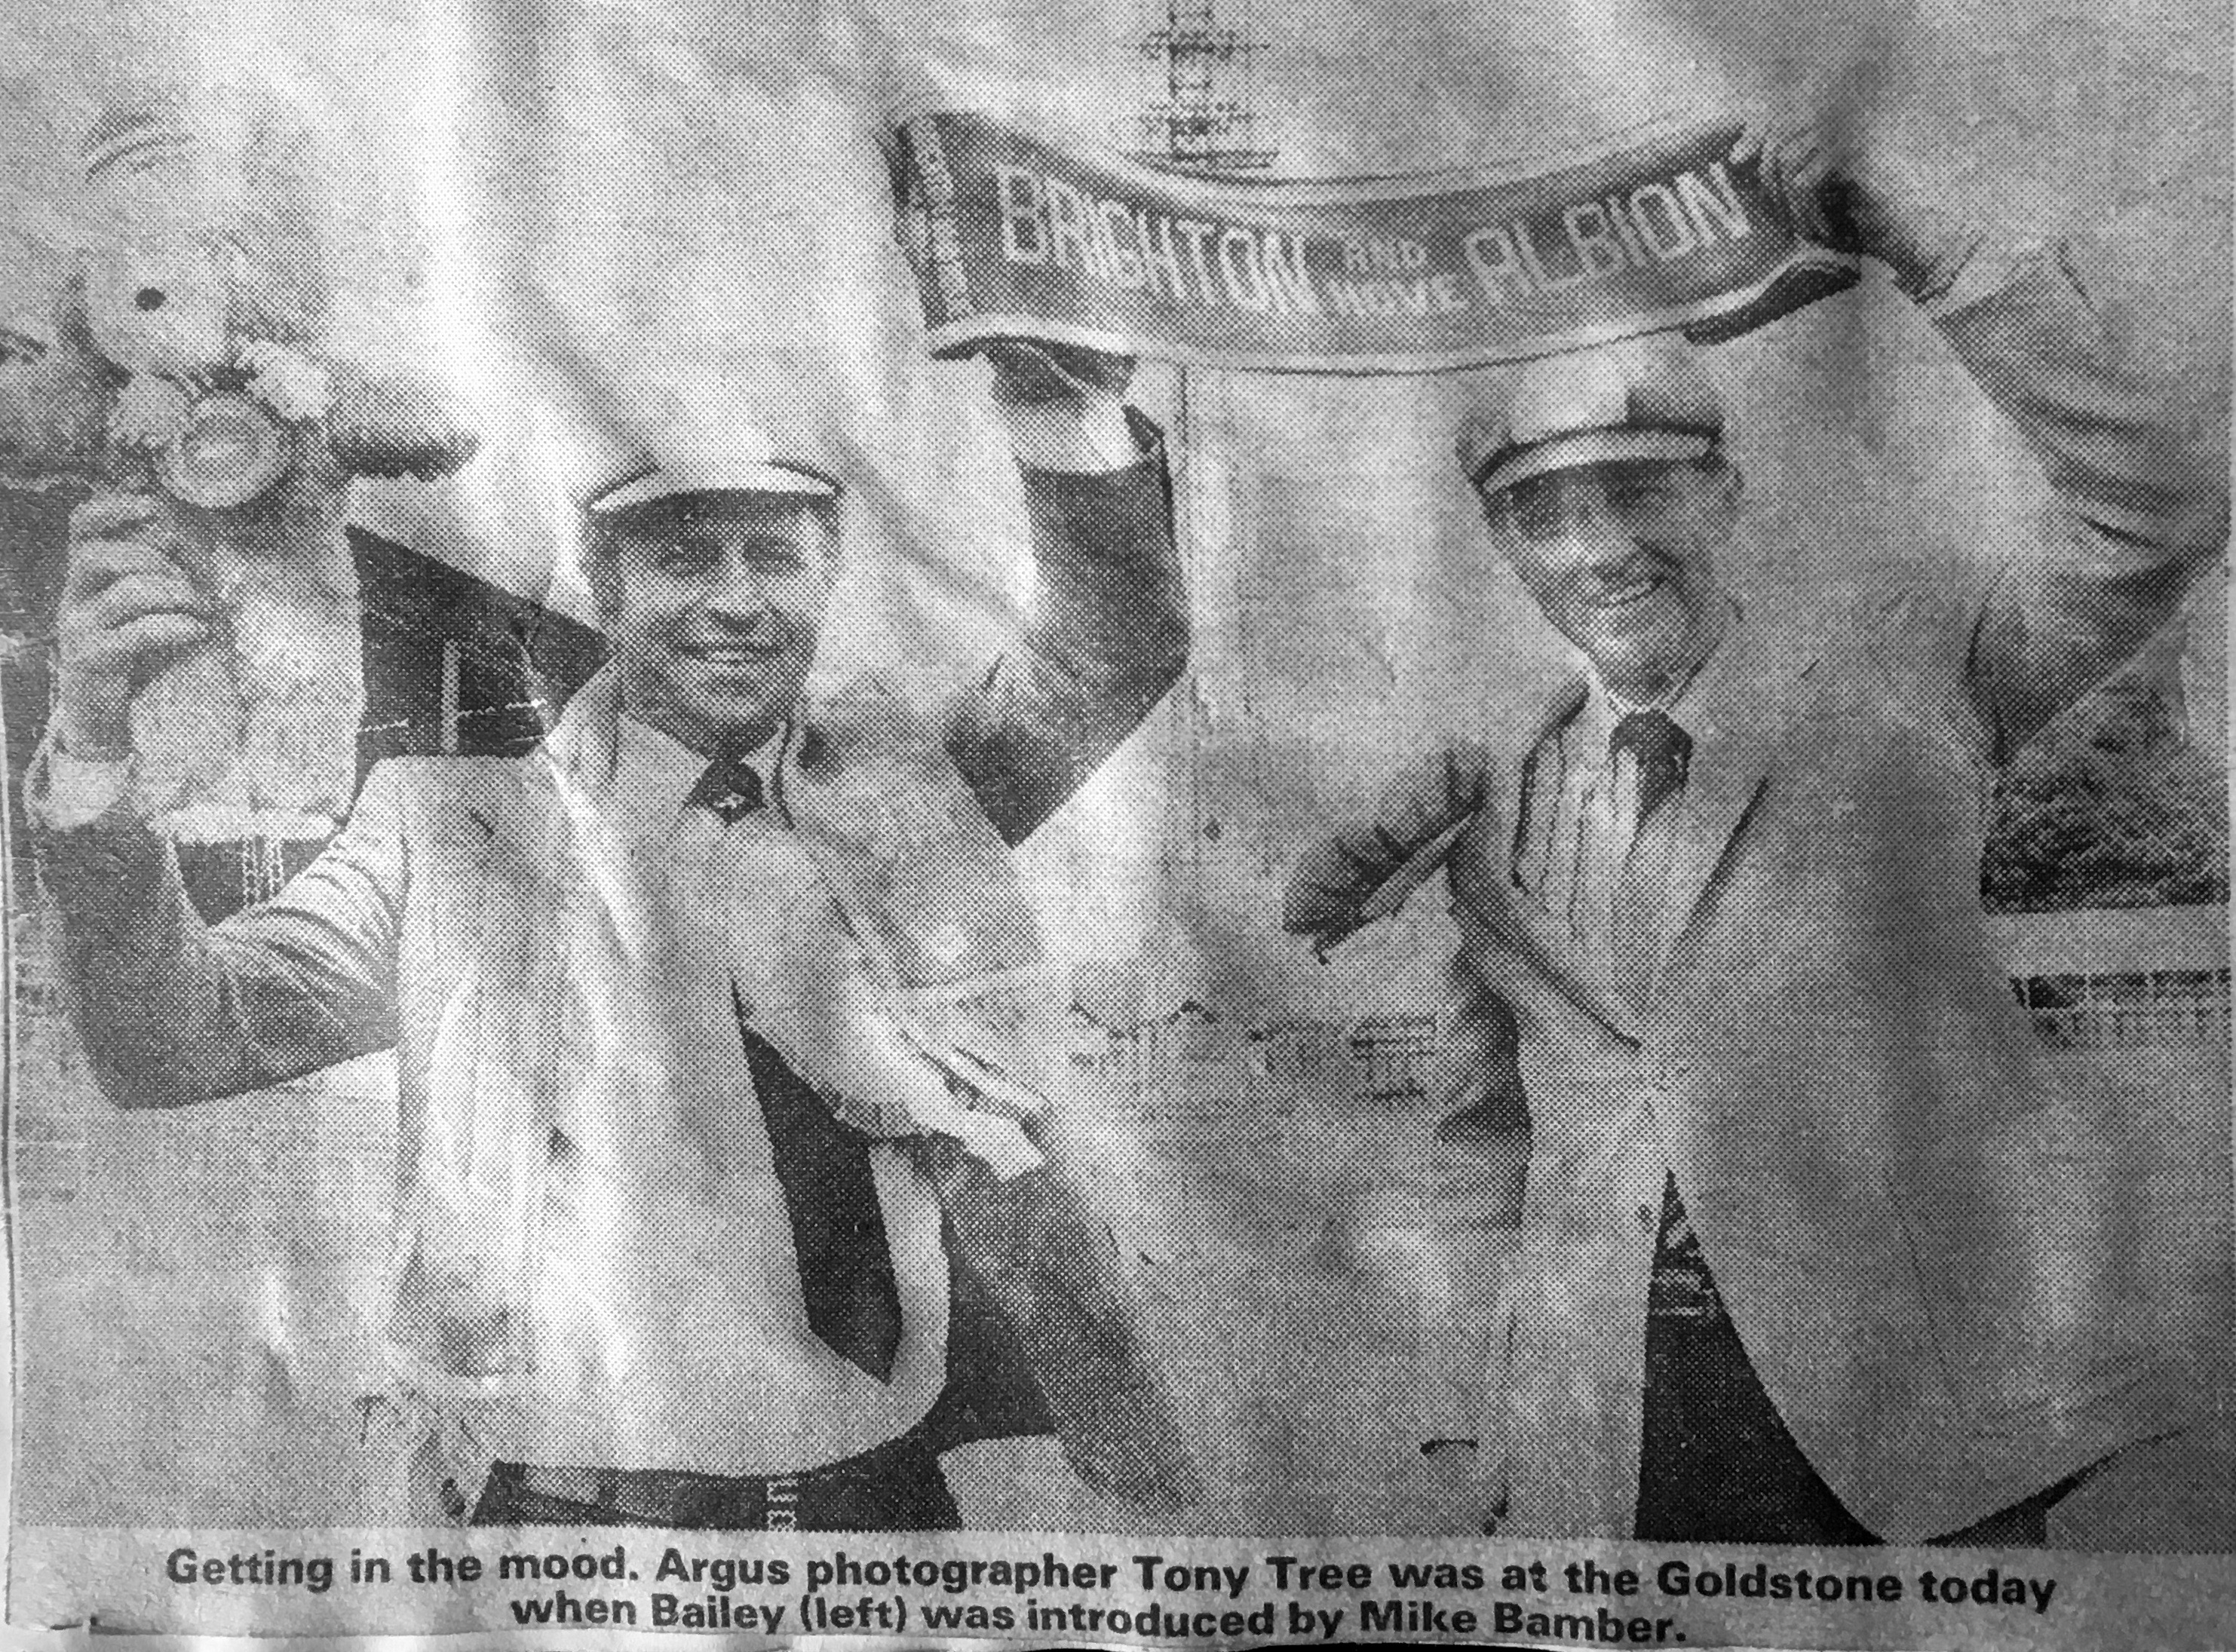 BRIGHTON AND HOVE ALBION
Getting in the mood. Argus photographer Tony Tree was at the Goldstone today
when Bailey (left) was introduced by Mike Bamber.